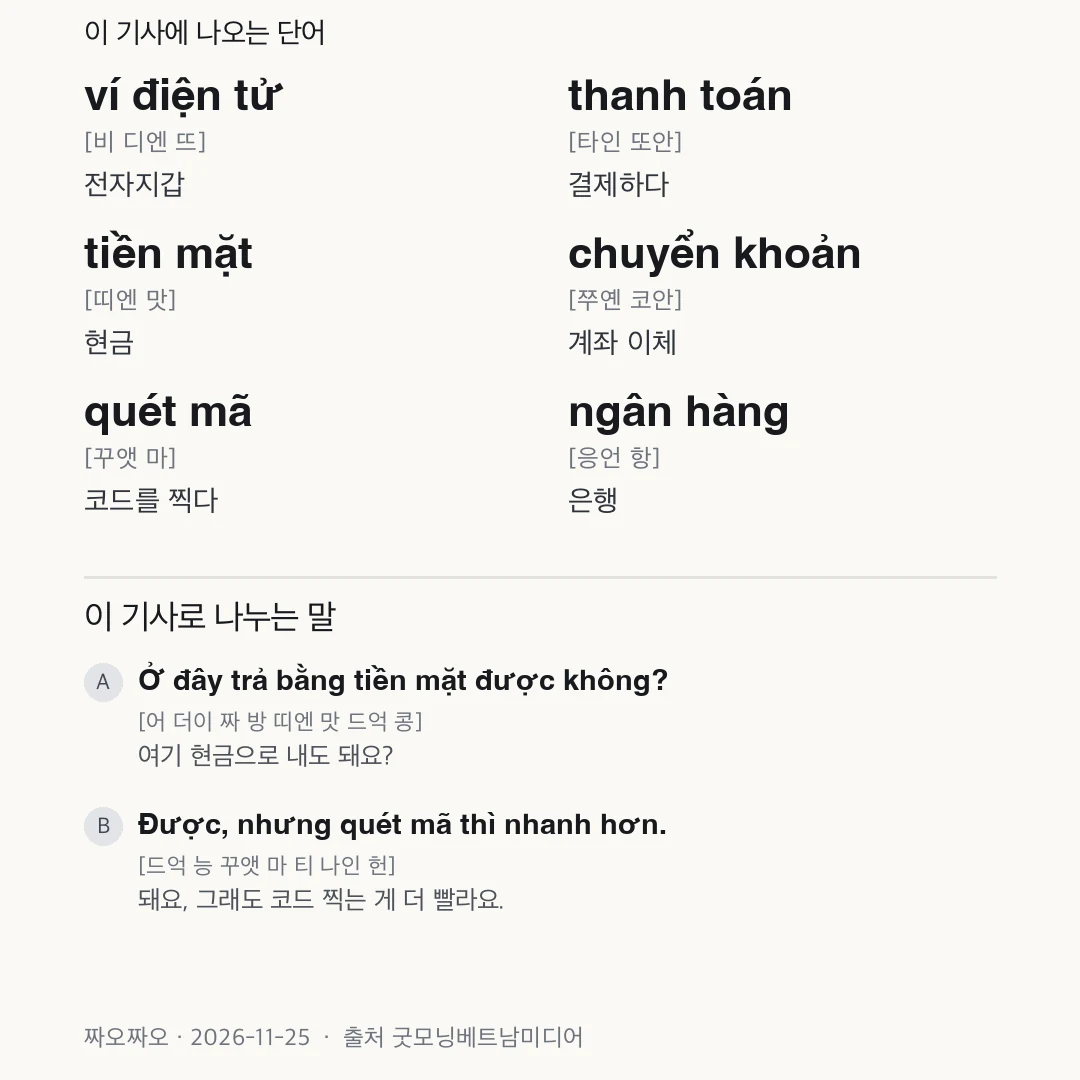 이 기사에 나오는 단어
ví điện tử
[비 디엔 뜨]
전자지갑
thanh toán
[타인 또안]
결제하다
tiền mặt
[띠엔 맛]
현금
chuyển khoản
[쭈옌 코안]
계좌 이체
quét mã
[꾸앳 마]
코드를 찍다
ngân hàng
[응언 항]
은행
이 기사로 나누는 말
A
Ở đây trả bằng tiền mặt được không?
[어 더이 짜 방 띠엔 맛 드억 콩]
여기 현금으로 내도 돼요?
B
Được, nhưng quét mã thì nhanh hơn.
[드억 능 꾸앳 마 티 나인 헌]
돼요, 그래도 코드 찍는 게 더 빨라요.
짜오짜오 · 2026-11-25 · 출처 굿모닝베트남미디어